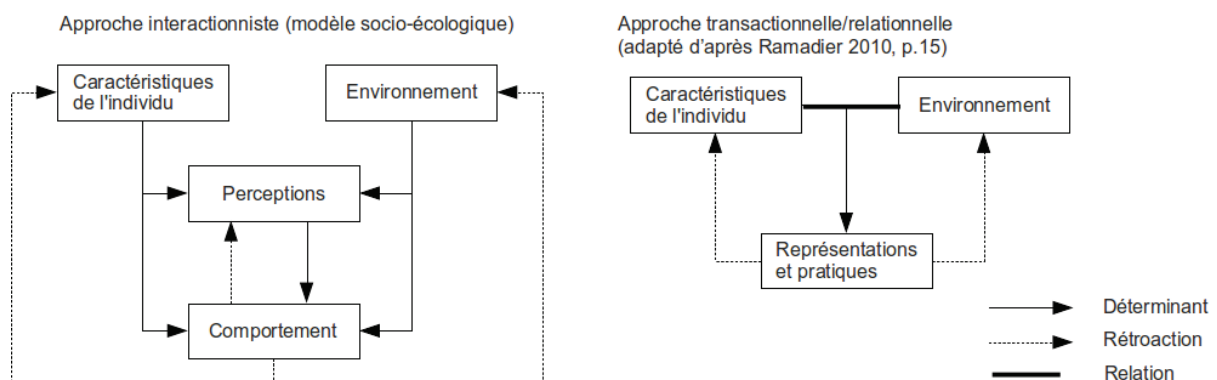 Approche interactionniste (modèle socio-écologique)
Caractéristiques
de l'individu
Environnement
Perceptions
Comportement
Approche transactionnelle/relationnelle
(adapté d'après Ramadier 2010, p.15)
Caractéristiques
de l'individu
Environnement
Représentations
et pratiques
Déterminant
Rétroaction
Relation